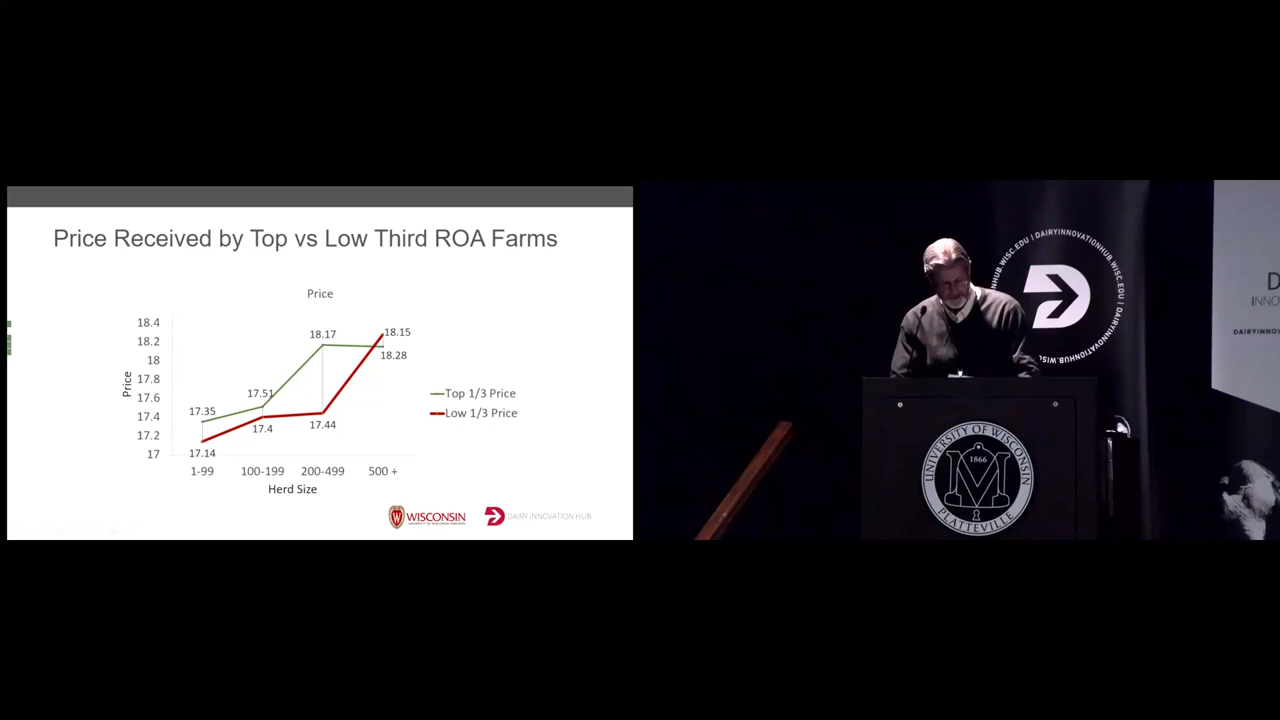 Price Received by Top vs Low Third ROA Farms
Price
18.4
18.2
18
17.8
17.6
17.4
17.2
17
Price
17.35
17.51
18.17
18.15
18.28
17.14
17.4
17.44
1-99
100-199
200-499
500 +
Herd Size
Top 1/3 Price
Low 1/3 Price
WISCONSIN
DAIRY INNOVATION HUB
DAIRYINNOVATIONHUB.WISC.EDU | DAIRYINNOVATIONHUB.WISC.EDU |
UNIVERSITY OF WISCONSIN
1866
M
PLATTEVILLE
D
INNO
DAIRYINNOV